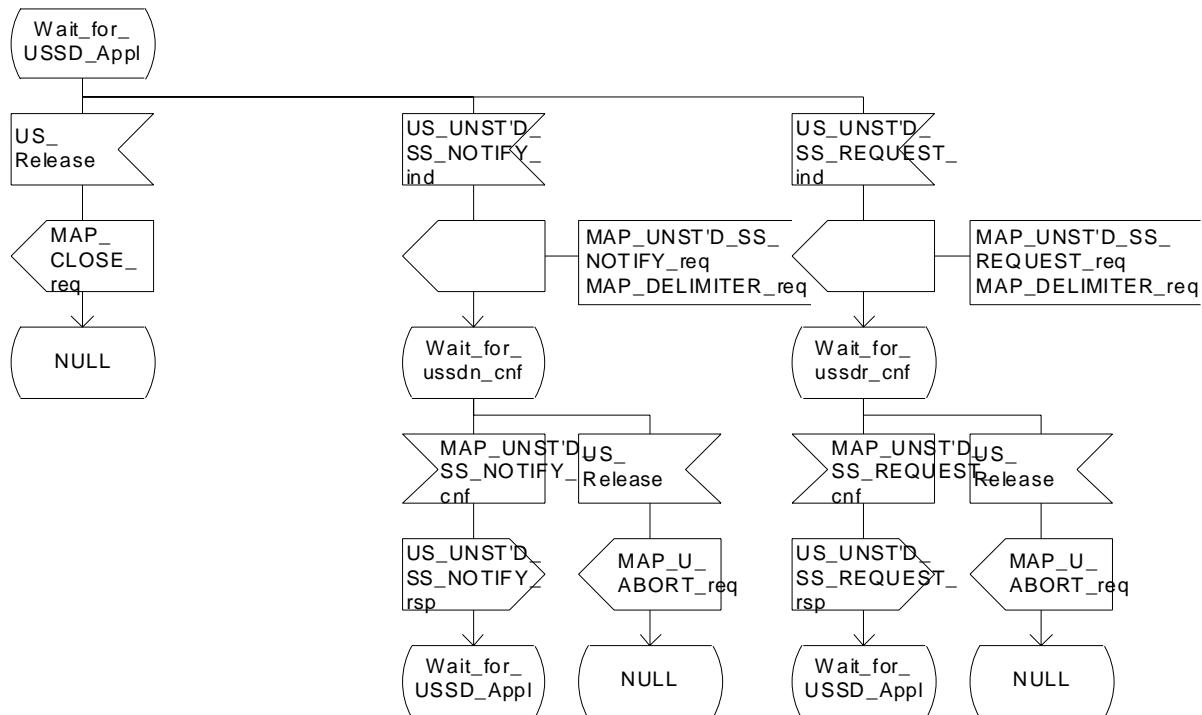 Wait_for_
USSD_Appl
US_
Release
US_UNST'D_
SS_NOTIFY_
ind
US_UNST'D_
SS_REQUEST_
ind
MAP_
CLOSE_
req
MAP_UNST'D_SS_
NOTIFY_req
MAP_DELIMITER_req
MAP_UNST'D_SS_
REQUEST_req
MAP_DELIMITER_req
NULL
Wait_for_
ussdn_cnf
Wait_for_
ussdr_cnf
MAP_UNST'D_
SS_NOTIFY_
cnf
US_
Release
MAP_UNST'D_
SS_REQUEST_
cnf
US_
Release
US_UNST'D_
SS_NOTIFY_
rsp
MAP_U_
ABORT_req
US_UNST'D_
SS_REQUEST_
rsp
MAP_U_
ABORT_req
Wait_for_
USSD_Appl
NULL
Wait_for_
USSD_Appl
NULL